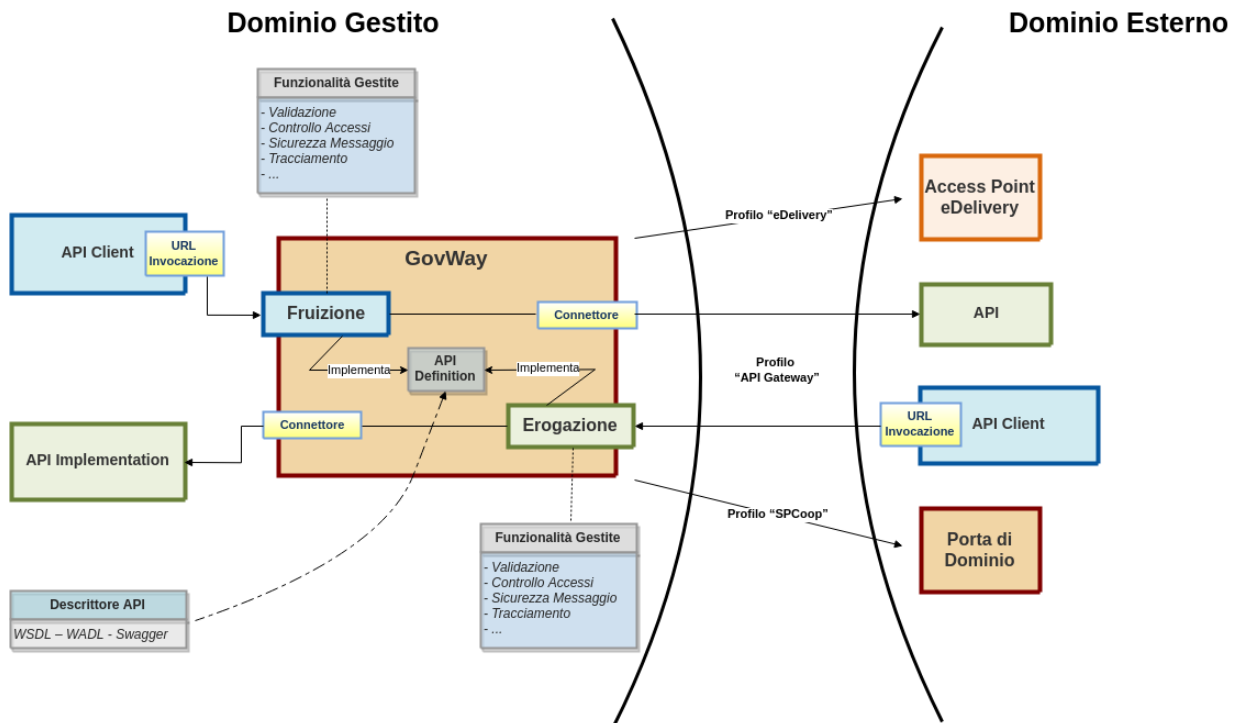 Dominio Gestito
Dominio Esterno
Funzionalità Gestite
- Validazione
- Controllo Accessi
- Sicurezza Messaggio
- Tracciamento
- ...
Access Point
eDelivery
Profilo “eDelivery”
API Client
URL
Invocazione
GovWay
Fruizione
Connettore
API
Implementa
API
Definition
Implementa
Profilo
“API Gateway”
Connettore
Erogazione
URL
Invocazione
API Client
API Implementation
Profilo “SPCoop”
Porta di
Dominio
Funzionalità Gestite
- Validazione
- Controllo Accessi
- Sicurezza Messaggio
- Tracciamento
- ...
Descrittore API
WSDL – WADL - Swagger